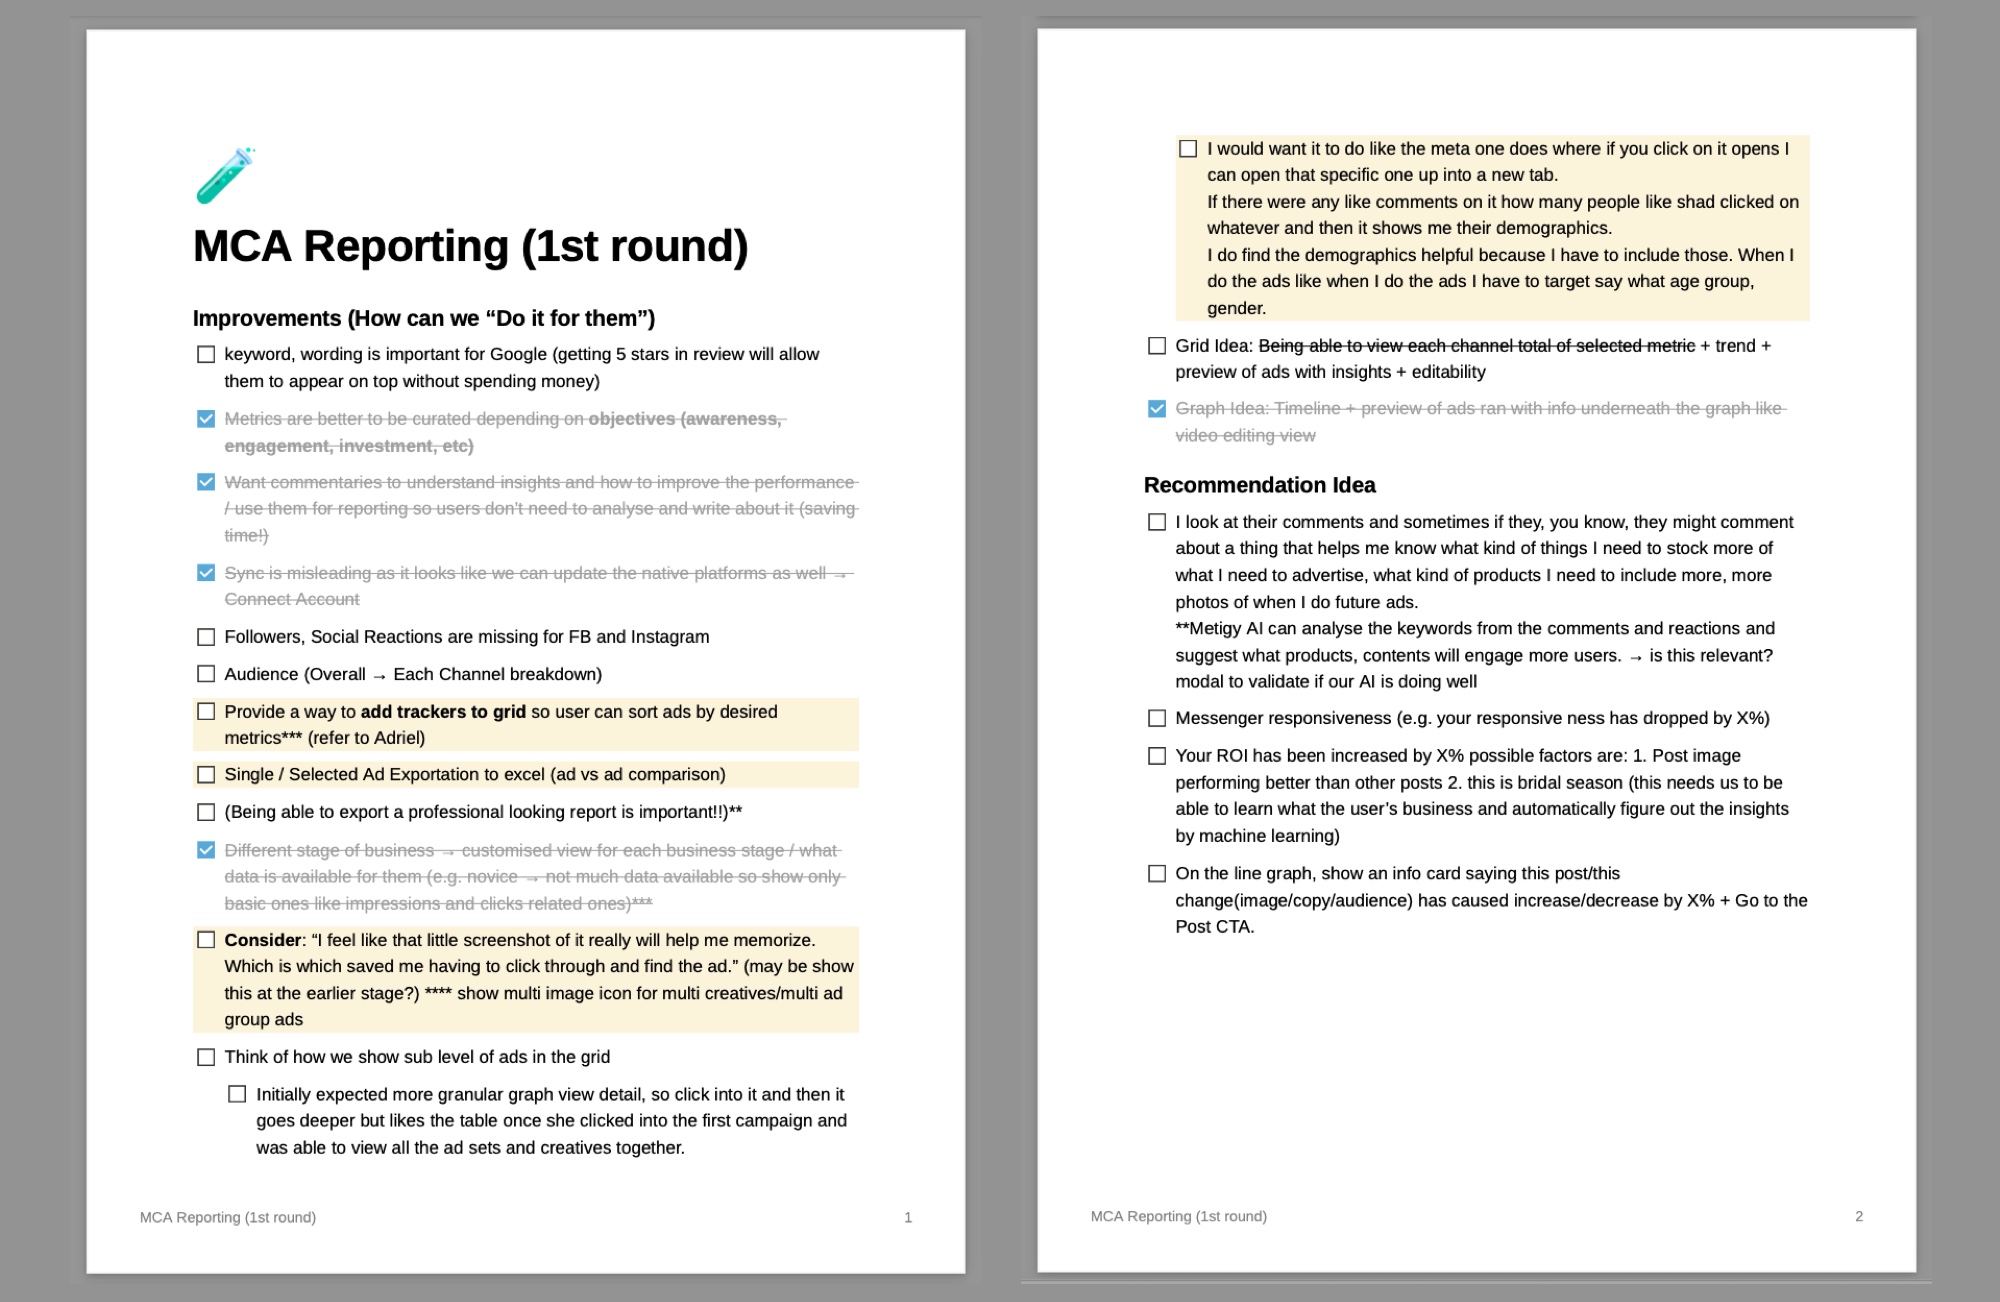 MCA Reporting (1st round)
Improvements (How can we “Do it for them”)
keyword, wording is important for Google (getting 5 stars in review will allow
them to appear on top without spending money)
Metrics are better to be curated depending on objectives (awareness,
engagement, investment, etc)
Want commentaries to understand insights and how to improve the performance
/ use them for reporting so users don't need to analyse and write about it (saving
time!)
Sync is misleading as it looks like we can update the native platforms as well →
Connect Account
Followers, Social Reactions are missing for FB and Instagram
Audience (Overall → Each Channel breakdown)
Provide a way to add trackers to grid so user can sort ads by desired
metrics*** (refer to Adriel)
Single / Selected Ad Exportation to excel (ad vs ad comparison)
(Being able to export a professional looking report is important!!)**
Different stage of business → customised view for each business stage / what
data is available for them (e.g. novice → not much data available so show only
basic ones like impressions and clicks related ones)***
Consider: “I feel like that little screenshot of it really will help me memorize.
Which is which saved me having to click through and find the ad.” (may be show
this at the earlier stage?) **** show multi image icon for multi creatives/multi ad
group ads
Think of how we show sub level of ads in the grid
Initially expected more granular graph view detail, so click into it and then it
goes deeper but likes the table once she clicked into the first campaign and
was able to view all the ad sets and creatives together.
MCA Reporting (1st round)
1
I would want it to do like the meta one does where if you click on it opens I
can open that specific one up into a new tab.
If there were any like comments on it how many people like shad clicked on
whatever and then it shows me their demographics.
I do find the demographics helpful because I have to include those. When I
do the ads like when I do the ads I have to target say what age group,
gender.
Grid Idea: Being able to view each channel total of selected metric + trend +
preview of ads with insights + editability
Graph Idea: Timeline + preview of ads ran with info underneath the graph like
video editing view
Recommendation Idea
I look at their comments and sometimes if they, you know, they might comment
about a thing that helps me know what kind of things I need to stock more of
what I need to advertise, what kind of products I need to include more, more
photos of when I do future ads.
**Metigy AI can analyse the keywords from the comments and reactions and
suggest what products, contents will engage more users. → is this relevant?
modal to validate if our AI is doing well
Messenger responsiveness (e.g. your responsive ness has dropped by X%)
Your ROI has been increased by X% possible factors are: 1. Post image
performing better than other posts 2. this is bridal season (this needs us to be
able to learn what the user’s business and automatically figure out the insights
by machine learning)
On the line graph, show an info card saying this post/this
change(image/copy/audience) has caused increase/decrease by X% + Go to the
Post CTA.
MCA Reporting (1st round)
2